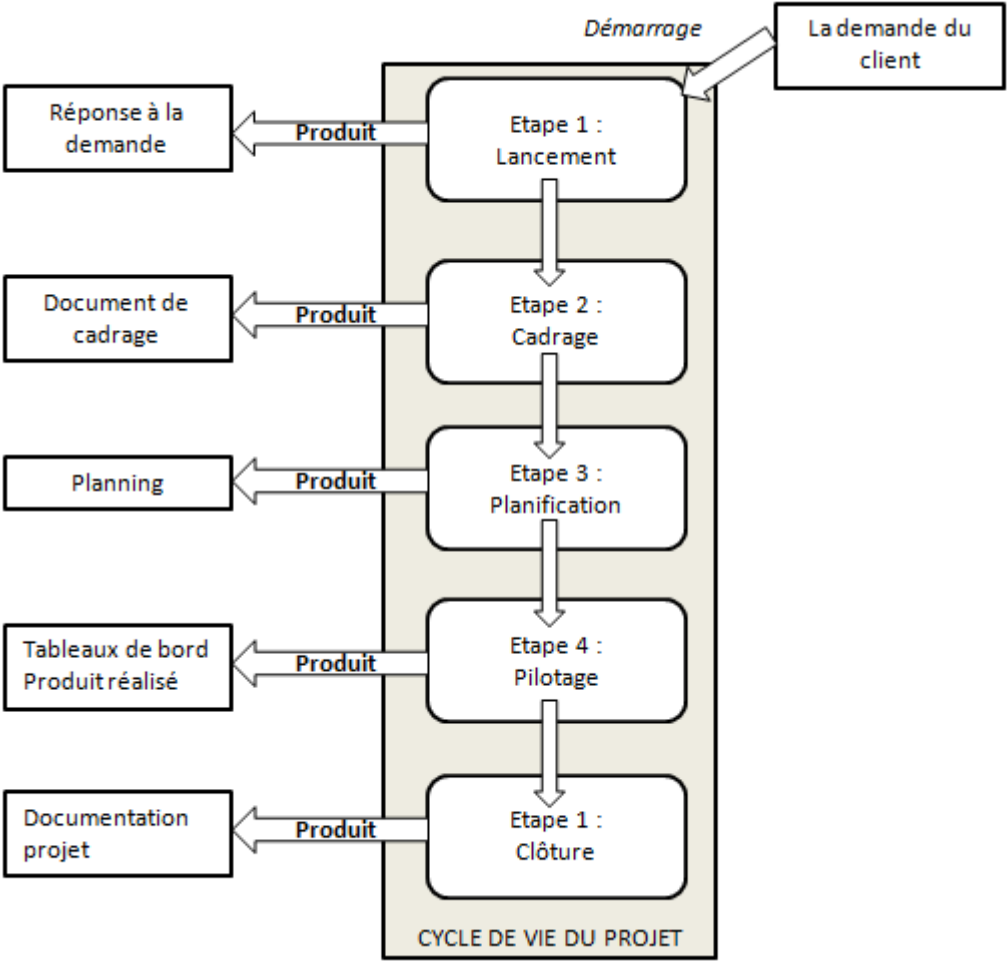 Démarrage
La demande du
client
Réponse à la
demande
Produit
Etape 1 :
Lancement
Document de
cadrage
Produit
Etape 2 :
Cadrage
Planning
Produit
Etape 3 :
Planification
Tableaux de bord
Produit réalisé
Produit
Etape 4 :
Pilotage
Documentation
projet
Produit
Etape 1 :
Clôture
CYCLE DE VIE DU PROJET